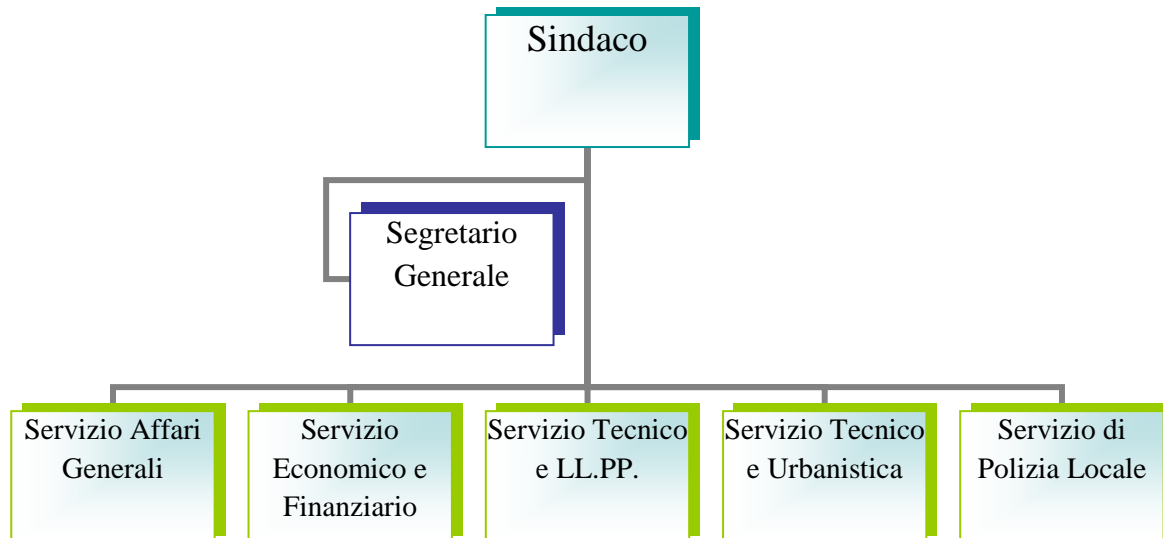 Sindaco
Segretario
Generale
Servizio Affari
Generali
Servizio
Economico e
Finanziario
Servizio Tecnico
e LL.PP.
Servizio Tecnico
e Urbanistica
Servizio di
Polizia Locale